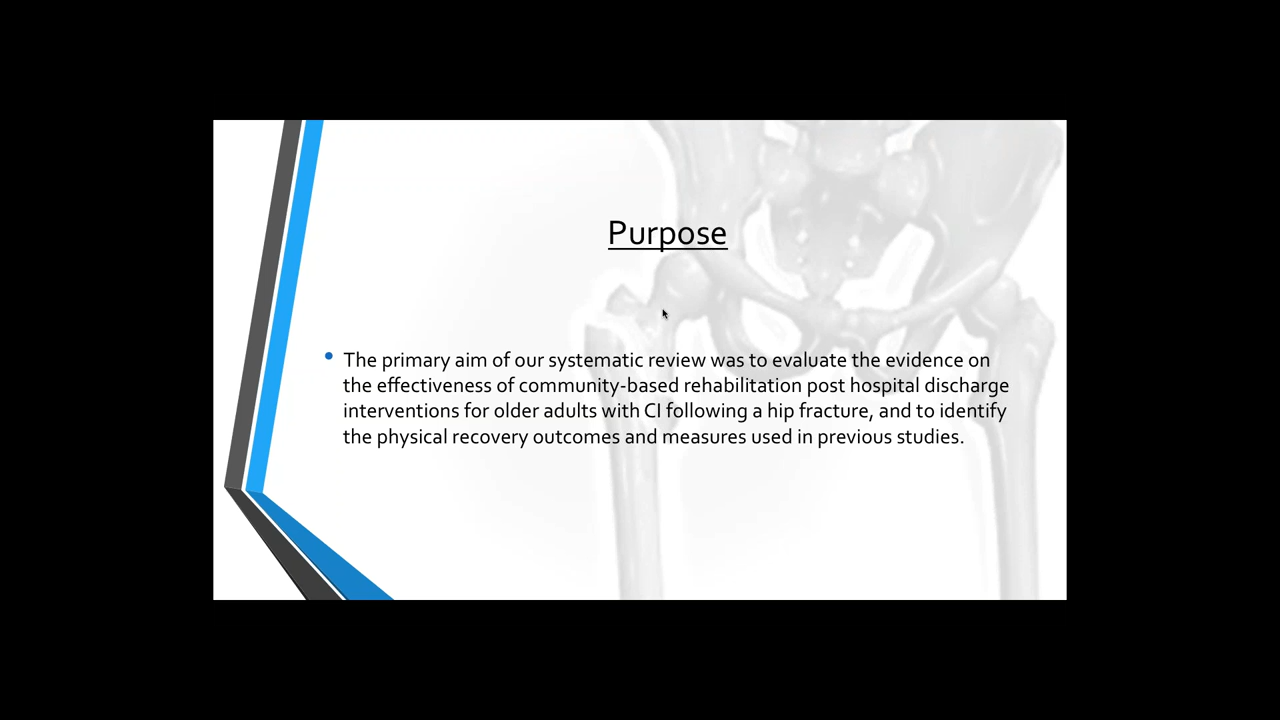 Purpose
• The primary aim of our systematic review was to evaluate the evidence on
the effectiveness of community-based rehabilitation post hospital discharge
interventions for older adults with CI following a hip fracture, and to identify
the physical recovery outcomes and measures used in previous studies.